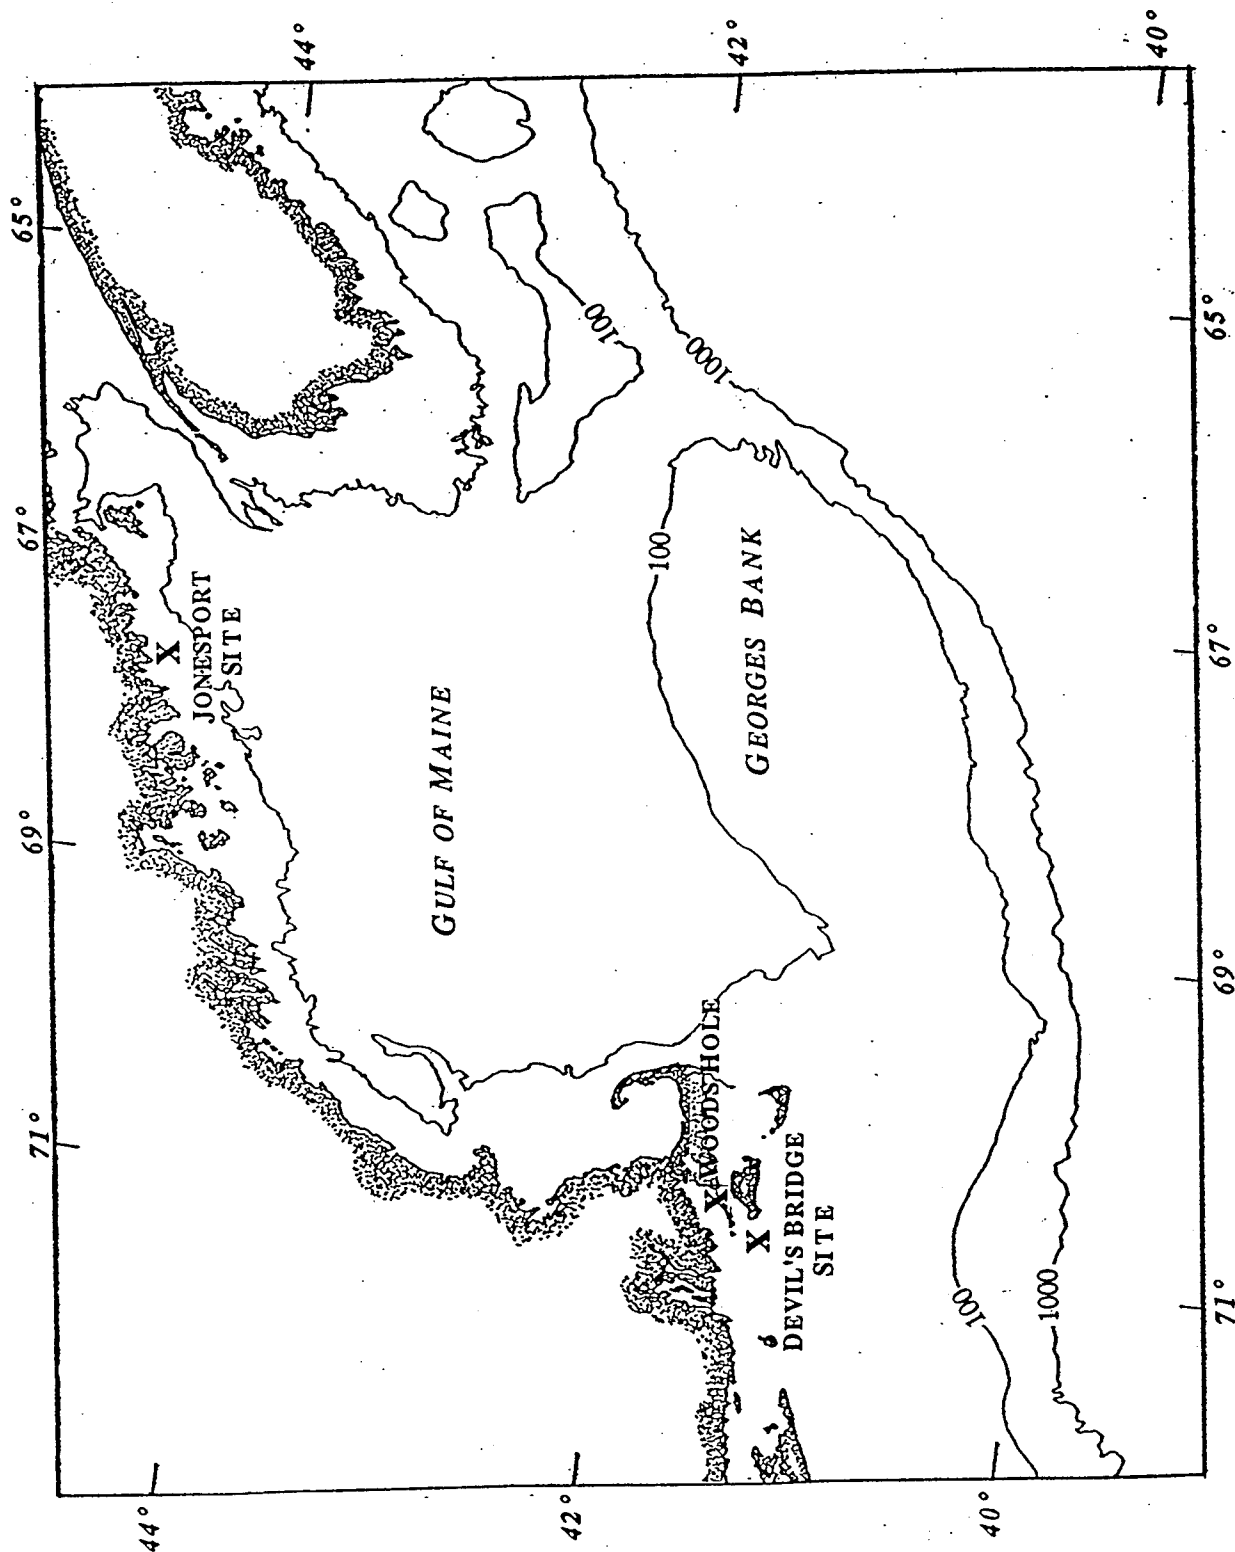 71°
69°
67°
65°
44°
44°
JONESPORT
SITE
GULF OF MAINE
100
42°
42°
100
1000
GEORGES BANK
WOODS HOLE
X
X
X
DEVIL'S BRIDGE
SITE
100
1000
40°
40°
71°
69°
67°
65°